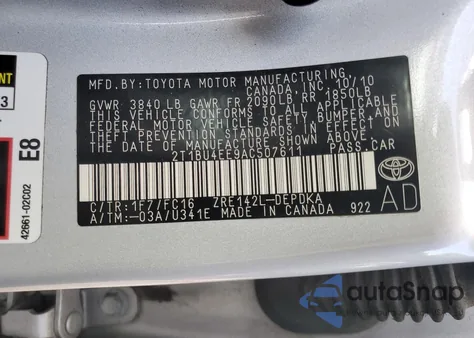 MFD.BY:TOYOTA MOTOR MANUFACTURING
CANADA, INC. 10/10
GVWR 3840LB GAWR FR 2090LB RR 1850LB
THIS VEHICLE CONFORMS TO ALL APPLICABLE
FEDERAL MOTOR VEHICLE SAFETY, BUMPER, AND
THEFT PREVENTION STANDARDS IN EFFECT ON
THE DATE OF MANUFACTURE SHOWN ABOVE.
2T1BU4EE9AC507611 PASS.CAR
C/TR:1F7/FC16 ZRE142L-DEPDKA
A/TM:-03A/U341E MADE IN CANADA 922
AD
E8
42661-02C02
autoSnap